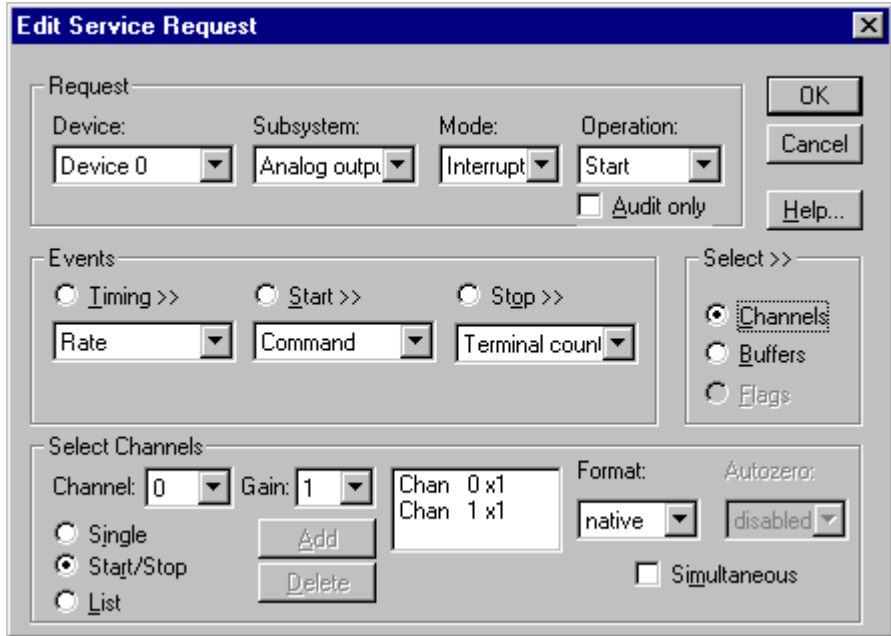 Edit Service Request
Request
OK
Device: Subsystem: Mode: Operation:
Cancel
Device 0 Analog outpu Interrupt Start
Audit only
Help...
Events
Select >>
Timing >> Start >> Stop >>
Channels
Rate Command Terminal count
Buffers
Flags
Select Channels
Channel: 0 Gain: 1
Chan 0 x1
Chan 1 x1
Format: Autozero:
native disabled
Single
Add
Start/Stop
Delete
Simultaneous
List